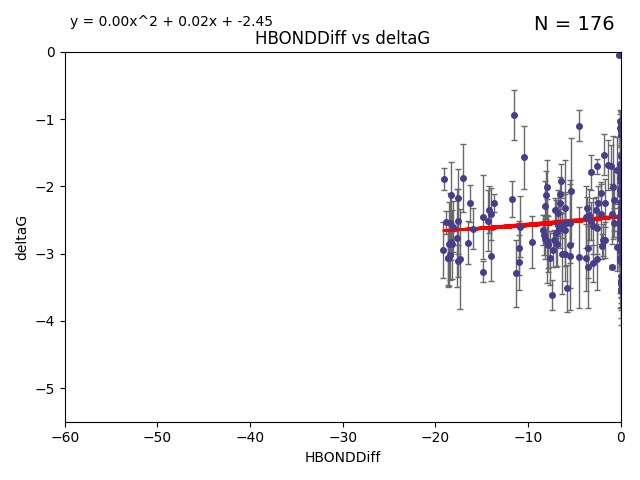 y = 0.00x^2 + 0.02x + -2.45
N = 176
HBONDDiff vs deltaG
0
−1
−2
−3
−4
−5
deltaG
−60
−50
−40
−30
−20
−10
0
HBONDDiff